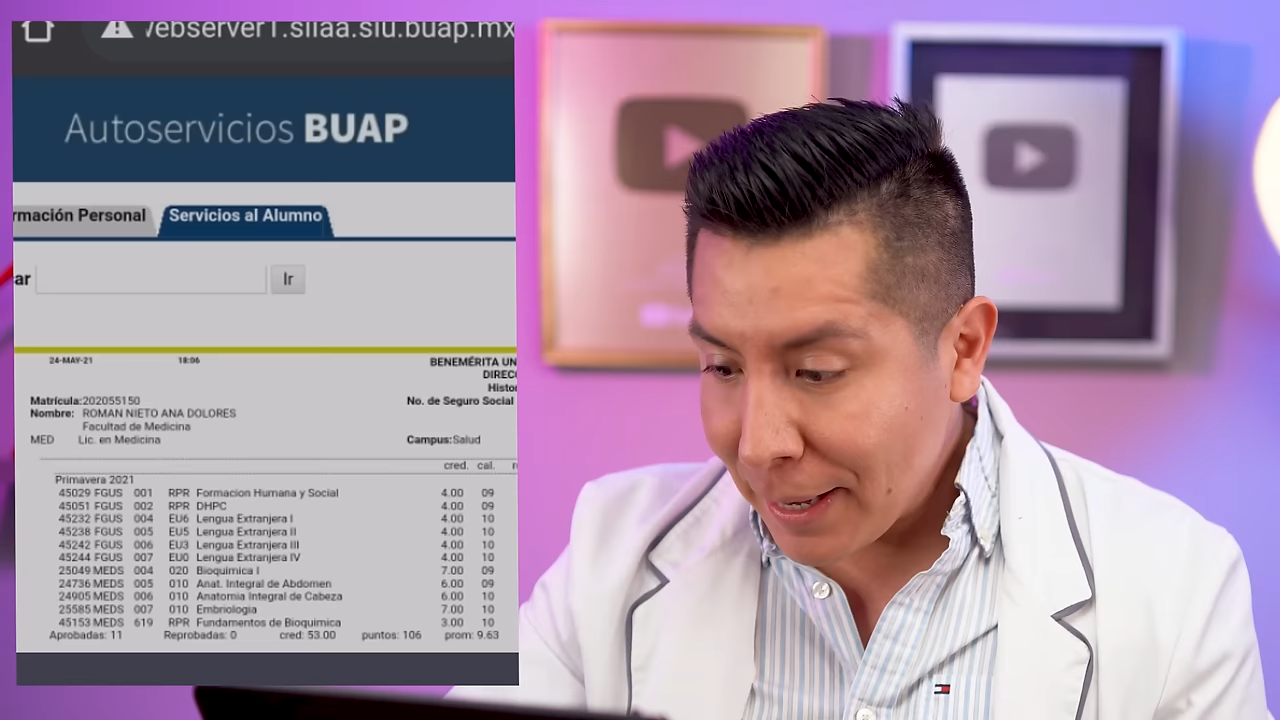 /ebserver1.siiaa.siu.buap.mx
Autoservicios BUAP
rmación Personal Servicios al Alumno
ar Ir
24-MAY-21 18:06 BENEMÉRITA UN
DIREC
Histo
Matrícula:202055150 No. de Seguro Social
Nombre: ROMAN NIETO ANA DOLORES
Facultad de Medicina
MED Lic. en Medicina Campus:Salud
cred. cal.
Primavera 2021
45029 FGUS 001 RPR Formacion Humana y Social 4.00 09
45051 FGUS 002 RPR DHPC 4.00 09
45232 FGUS 004 EU6 Lengua Extranjera I 4.00 10
45238 FGUS 005 EU5 Lengua Extranjera II 4.00 10
45242 FGUS 006 EU3 Lengua Extranjera III 4.00 10
45244 FGUS 007 EU0 Lengua Extranjera IV 4.00 10
25049 MEDS 004 020 Bioquimica I 7.00 09
24736 MEDS 005 010 Anat. Integral de Abdomen 6.00 09
24905 MEDS 006 010 Anatomia Integral de Cabeza 6.00 10
25585 MEDS 007 010 Embriologia 7.00 10
45153 MEDS 619 RPR Fundamentos de Bioquimica 3.00 10
Aprobadas: 11 Reprobadas: 0 cred: 53.00 puntos: 106 prom: 9.63